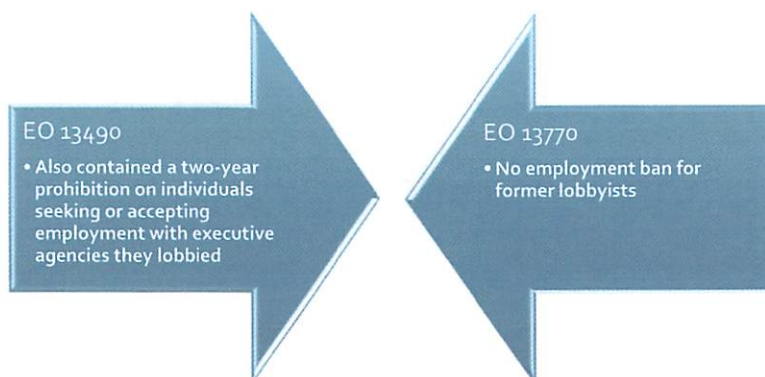 EO 13490
• Also contained a two-year
prohibition on individuals
seeking or accepting
employment with executive
agencies they lobbied
EO 13770
• No employment ban for
former lobbyists